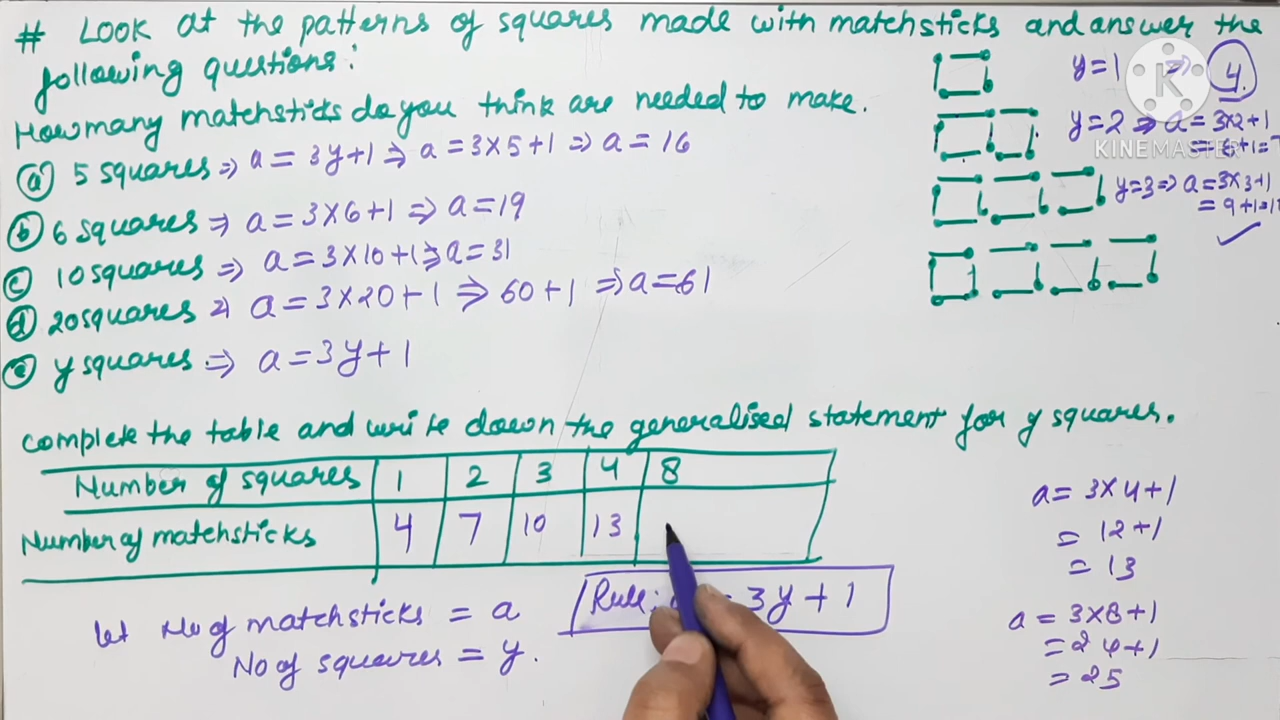 # Look at the patterns of squares made with matchsticks and answer the
following questions:
How many matchsticks do you think are needed to make.
(a) 5 squares ⇒ a = 3y+1 ⇒ a = 3×5+1 ⇒ a = 16
(b) 6 squares ⇒ a = 3×6+1 ⇒ a = 19
(c) 10 squares ⇒ a = 3×10+1 ⇒ a = 31
(d) 20 squares ⇒ a = 3×20+1 ⇒ 60+1 ⇒ a = 61
(e) y squares ⇒ a = 3y+1
y=1 ⇒ 4
y=2 ⇒ a = 3×2+1
= 6+1=7
y=3 ⇒ a = 3×3+1
= 9+1=1
K
KINEMASTER
Complete the table and write down the generalised statement for y squares.
Number of squares 1 2 3 4 8
Number of matchsticks 4 7 10 13
let No of matchsticks = a
No of squares = y.
Rule: = 3y+1
a = 3×4+1
= 12+1
= 13
a = 3×8+1
= 24+1
= 25